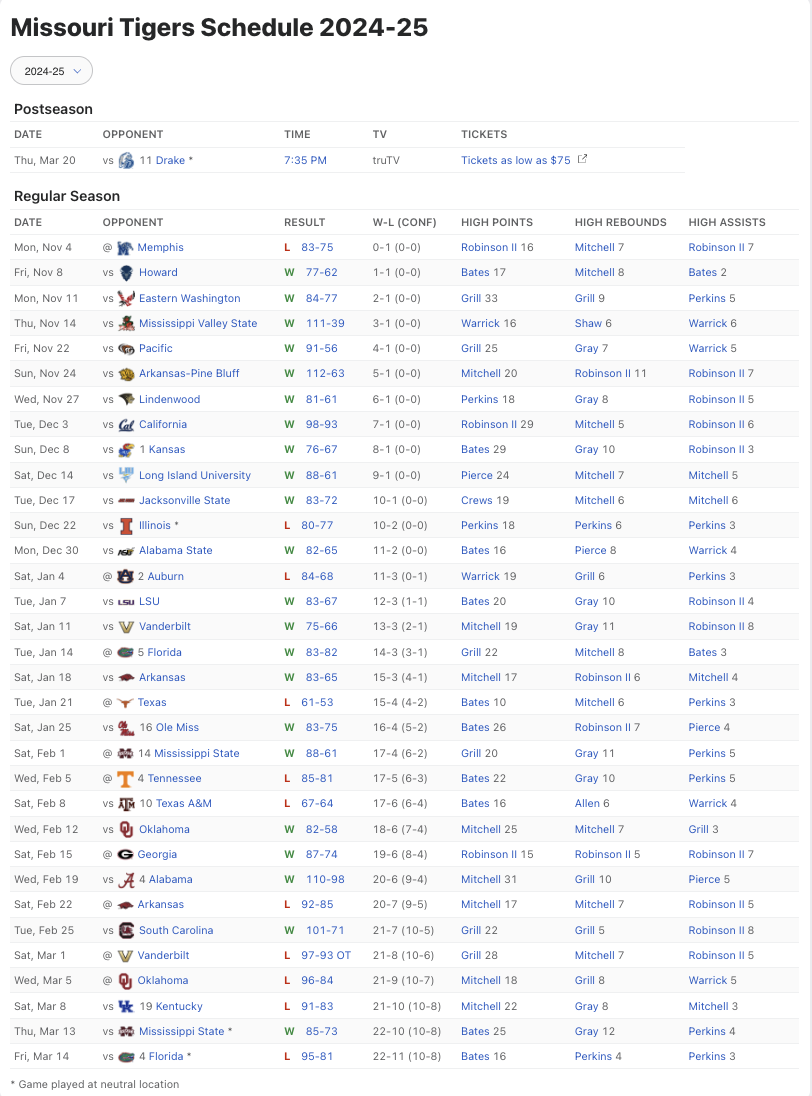 Missouri Tigers Schedule 2024-25
2024-25
Postseason
DATE OPPONENT TIME TV TICKETS
Thu, Mar 20 vs 11 Drake * 7:35 PM truTV Tickets as low as $75
Regular Season
DATE OPPONENT RESULT W-L (CONF) HIGH POINTS HIGH REBOUNDS HIGH ASSISTS
Mon, Nov 4 @ Memphis L 83-75 0-1 (0-0) Robinson II 16 Mitchell 7 Robinson II 7
Fri, Nov 8 vs Howard W 77-62 1-1 (0-0) Bates 17 Mitchell 8 Bates 2
Mon, Nov 11 vs Eastern Washington W 84-77 2-1 (0-0) Grill 33 Grill 9 Perkins 5
Thu, Nov 14 vs Mississippi Valley State W 111-39 3-1 (0-0) Warrick 16 Shaw 6 Warrick 6
Fri, Nov 22 vs Pacific W 91-56 4-1 (0-0) Grill 25 Gray 7 Warrick 5
Sun, Nov 24 vs Arkansas-Pine Bluff W 112-63 5-1 (0-0) Mitchell 20 Robinson II 11 Robinson II 7
Wed, Nov 27 vs Lindenwood W 81-61 6-1 (0-0) Perkins 18 Gray 8 Robinson II 5
Tue, Dec 3 vs Cal California W 98-93 7-1 (0-0) Robinson II 29 Mitchell 5 Robinson II 6
Sun, Dec 8 vs 1 Kansas W 76-67 8-1 (0-0) Bates 29 Gray 10 Robinson II 3
Sat, Dec 14 vs Long Island University W 88-61 9-1 (0-0) Pierce 24 Mitchell 7 Mitchell 5
Tue, Dec 17 vs Jacksonville State W 83-72 10-1 (0-0) Crews 19 Mitchell 6 Mitchell 6
Sun, Dec 22 vs I Illinois * L 80-77 10-2 (0-0) Perkins 18 Perkins 6 Perkins 3
Mon, Dec 30 vs ASU Alabama State W 82-65 11-2 (0-0) Bates 16 Pierce 8 Warrick 4
Sat, Jan 4 @ AU 2 Auburn L 84-68 11-3 (0-1) Warrick 19 Grill 6 Perkins 3
Tue, Jan 7 vs LSU LSU W 83-67 12-3 (1-1) Bates 20 Gray 10 Robinson II 4
Sat, Jan 11 vs V Vanderbilt W 75-66 13-3 (2-1) Mitchell 19 Gray 11 Robinson II 8
Tue, Jan 14 @ 5 Florida W 83-82 14-3 (3-1) Grill 22 Mitchell 8 Bates 3
Sat, Jan 18 vs Arkansas W 83-65 15-3 (4-1) Mitchell 17 Robinson II 6 Mitchell 4
Tue, Jan 21 @ Texas L 61-53 15-4 (4-2) Bates 10 Mitchell 6 Perkins 3
Sat, Jan 25 vs 16 Ole Miss W 83-75 16-4 (5-2) Bates 26 Robinson II 7 Pierce 4
Sat, Feb 1 @ 14 Mississippi State W 88-61 17-4 (6-2) Grill 20 Gray 11 Perkins 5
Wed, Feb 5 @ T 4 Tennessee L 85-81 17-5 (6-3) Bates 22 Gray 10 Perkins 5
Sat, Feb 8 vs ATM 10 Texas A&M L 67-64 17-6 (6-4) Bates 16 Allen 6 Warrick 4
Wed, Feb 12 vs OU Oklahoma W 82-58 18-6 (7-4) Mitchell 25 Mitchell 7 Grill 3
Sat, Feb 15 @ G Georgia W 87-74 19-6 (8-4) Robinson II 15 Robinson II 5 Robinson II 7
Wed, Feb 19 vs A 4 Alabama W 110-98 20-6 (9-4) Mitchell 31 Grill 10 Pierce 5
Sat, Feb 22 @ Arkansas L 92-85 20-7 (9-5) Mitchell 17 Mitchell 7 Robinson II 5
Tue, Feb 25 vs C South Carolina W 101-71 21-7 (10-5) Grill 22 Grill 5 Robinson II 8
Sat, Mar 1 @ V Vanderbilt L 97-93 OT 21-8 (10-6) Grill 28 Mitchell 7 Robinson II 5
Wed, Mar 5 @ OU Oklahoma L 96-84 21-9 (10-7) Mitchell 18 Grill 8 Warrick 5
Sat, Mar 8 vs UK 19 Kentucky L 91-83 21-10 (10-8) Mitchell 22 Gray 8 Mitchell 3
Thu, Mar 13 vs Mississippi State * W 85-73 22-10 (10-8) Bates 25 Gray 12 Perkins 4
Fri, Mar 14 vs 4 Florida * L 95-81 22-11 (10-8) Bates 16 Perkins 4 Perkins 3
* Game played at neutral location